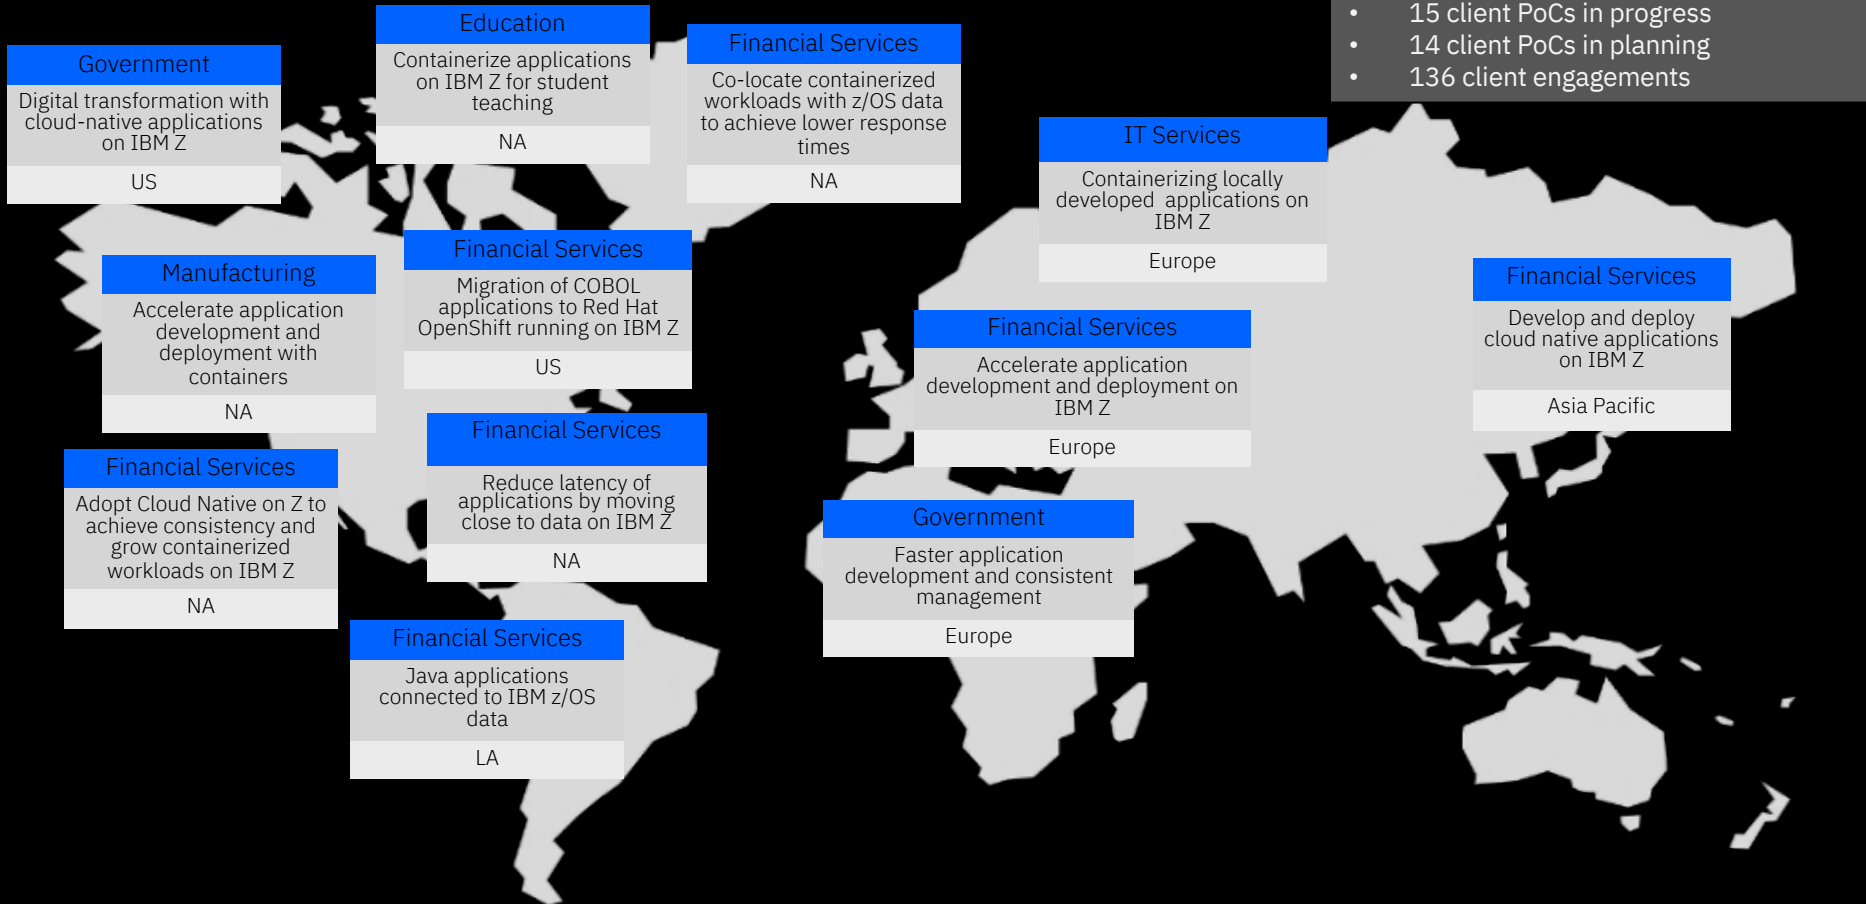 • 15 client PoCs in progress
• 14 client PoCs in planning
• 136 client engagements
Government
Digital transformation with
cloud-native applications
on IBM Z
US
Education
Containerize applications
on IBM Z for student
teaching
NA
Financial Services
Co-locate containerized
workloads with z/OS data
to achieve lower response
times
NA
IT Services
Containerizing locally
developed applications on
IBM Z
Europe
Manufacturing
Accelerate application
development and
deployment with
containers
NA
Financial Services
Migration of COBOL
applications to Red Hat
OpenShift running on IBM Z
US
Financial Services
Accelerate application
development and deployment on
IBM Z
Europe
Financial Services
Develop and deploy
cloud native applications
on IBM Z
Asia Pacific
Financial Services
Adopt Cloud Native on Z to
achieve consistency and
grow containerized
workloads on IBM Z
NA
Financial Services
Reduce latency of
applications by moving
close to data on IBM Z
NA
Government
Faster application
development and consistent
management
Europe
Financial Services
Java applications
connected to IBM z/OS
data
LA